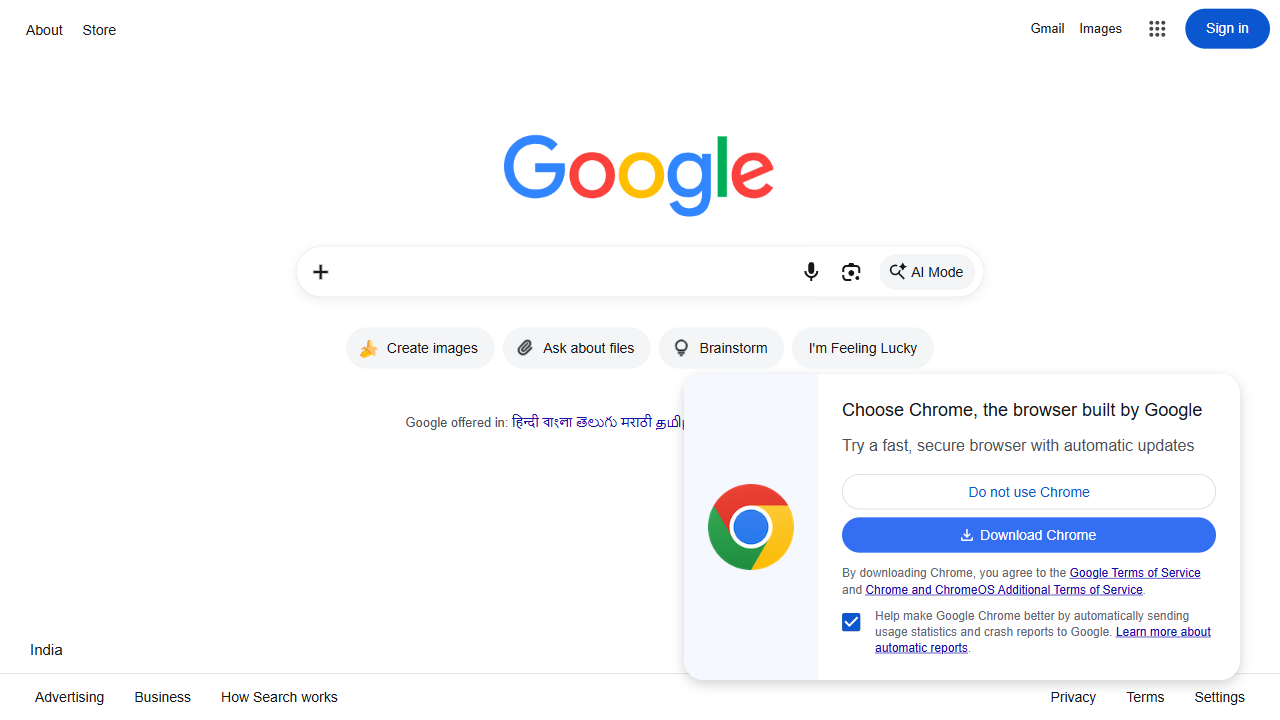 About Store
Gmail Images Sign in
Google
AI Mode
Create images Ask about files Brainstorm I'm Feeling Lucky
Google offered in: हिन्दी বাংলা తెలుగు मराठी
Choose Chrome, the browser built by Google
Try a fast, secure browser with automatic updates
Do not use Chrome
Download Chrome
By downloading Chrome, you agree to the Google Terms of Service
and Chrome and ChromeOS Additional Terms of Service.
Help make Google Chrome better by automatically sending
usage statistics and crash reports to Google. Learn more about
automatic reports.
India
Advertising Business How Search works
Privacy Terms Settings